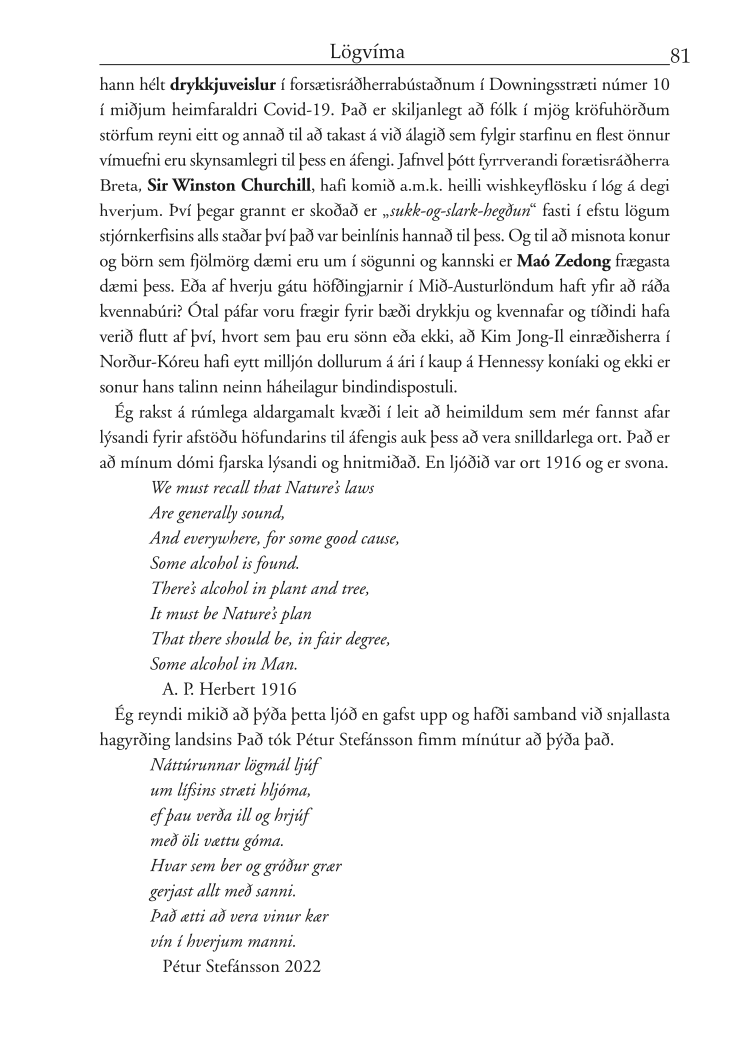 Lögvíma 81
hann hélt drykkjuveislur í forsætisráðherrabústaðnum í Downingsstræti númer 10
í miðjum heimfaraldri Covid-19. Það er skiljanlegt að fólk í mjög kröfuhörðum
störfum reyni eitt og annað til að takast á við álagið sem fylgir starfinu en flest önnur
vímuefni eru skynsamlegri til þess en áfengi. Jafnvel þótt fyrrverandi forætisráðherra
Breta, Sir Winston Churchill, hafi komið a.m.k. heilli wishkeyflösku í lóg á degi
hverjum. Því þegar grannt er skoðað er „sukk-og-slark-hegðun“ fasti í efstu lögum
stjórnkerfisins alls staðar því það var beinlínis hannað til þess. Og til að misnota konur
og börn sem fjölmörg dæmi eru um í sögunni og kannski er Maó Zedong frægasta
dæmi þess. Eða af hverju gátu höfðingjarnir í Mið-Austurlöndum haft yfir að ráða
kvennabúri? Ótal páfar voru frægir fyrir bæði drykkju og kvennafar og tíðindi hafa
verið flutt af því, hvort sem þau eru sönn eða ekki, að Kim Jong-Il einræðisherra í
Norður-Kóreu hafi eytt milljón dollurum á ári í kaup á Hennessy koníaki og ekki er
sonur hans talinn neinn háheilagur bindindispostuli.
Ég rakst á rúmlega aldargamalt kvæði í leit að heimildum sem mér fannst afar
lýsandi fyrir afstöðu höfundarins til áfengis auk þess að vera snilldarlega ort. Það er
að mínum dómi fjarska lýsandi og hnitmiðað. En ljóðið var ort 1916 og er svona.
We must recall that Nature’s laws
Are generally sound,
And everywhere, for some good cause,
Some alcohol is found.
There’s alcohol in plant and tree,
It must be Nature’s plan
That there should be, in fair degree,
Some alcohol in Man.
A. P. Herbert 1916
Ég reyndi mikið að þýða þetta ljóð en gafst upp og hafði samband við snjallasta
hagyrðing landsins Það tók Pétur Stefánsson fimm mínútur að þýða það.
Náttúrunnar lögmál ljúf
um lífsins stræti hljóma,
ef þau verða ill og hrjúf
með öli vættu góma.
Hvar sem ber og gróður grær
gerjast allt með sanni.
Það ætti að vera vinur kær
vín í hverjum manni.
Pétur Stefánsson 2022